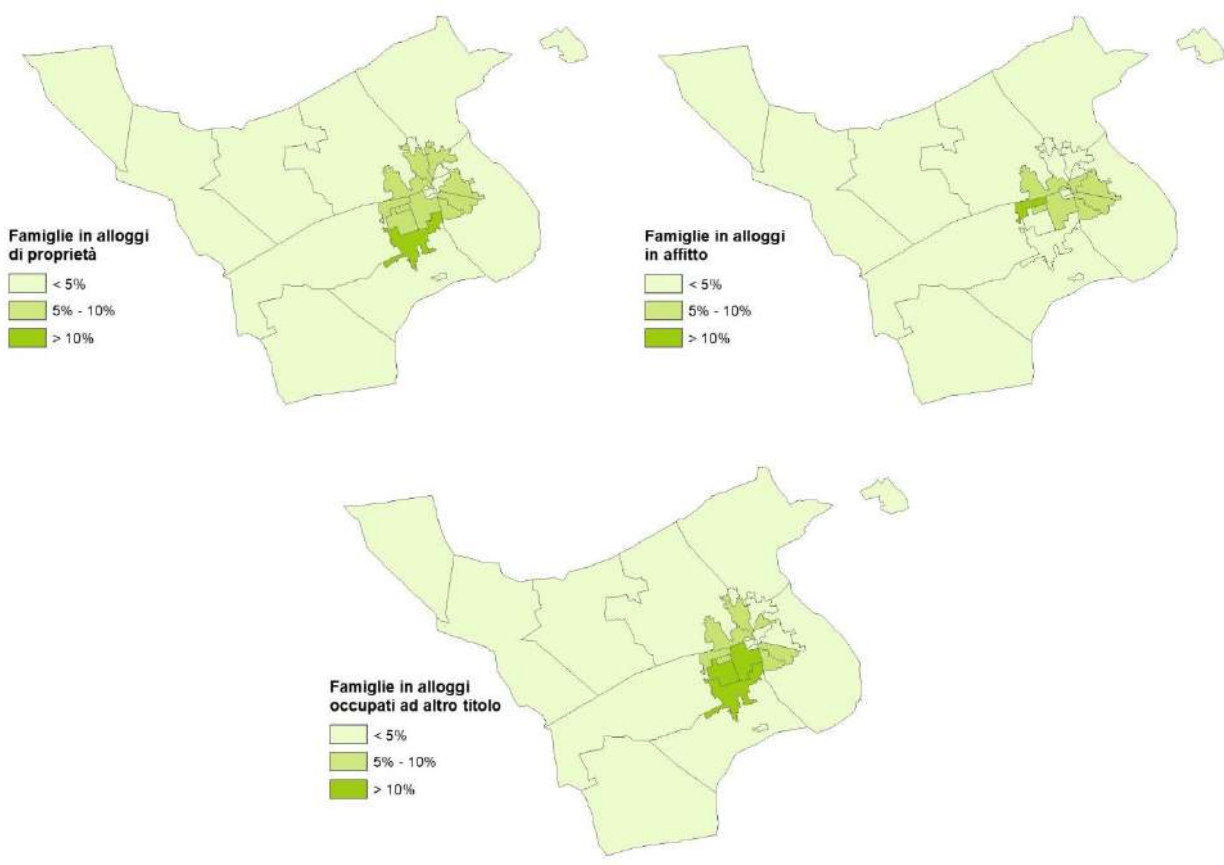 Famiglie in alloggi
di proprietà
< 5%
5% - 10%
> 10%
Famiglie in alloggi
in affitto
< 5%
5% - 10%
> 10%
Famiglie in alloggi
occupati ad altro titolo
< 5%
5% - 10%
> 10%